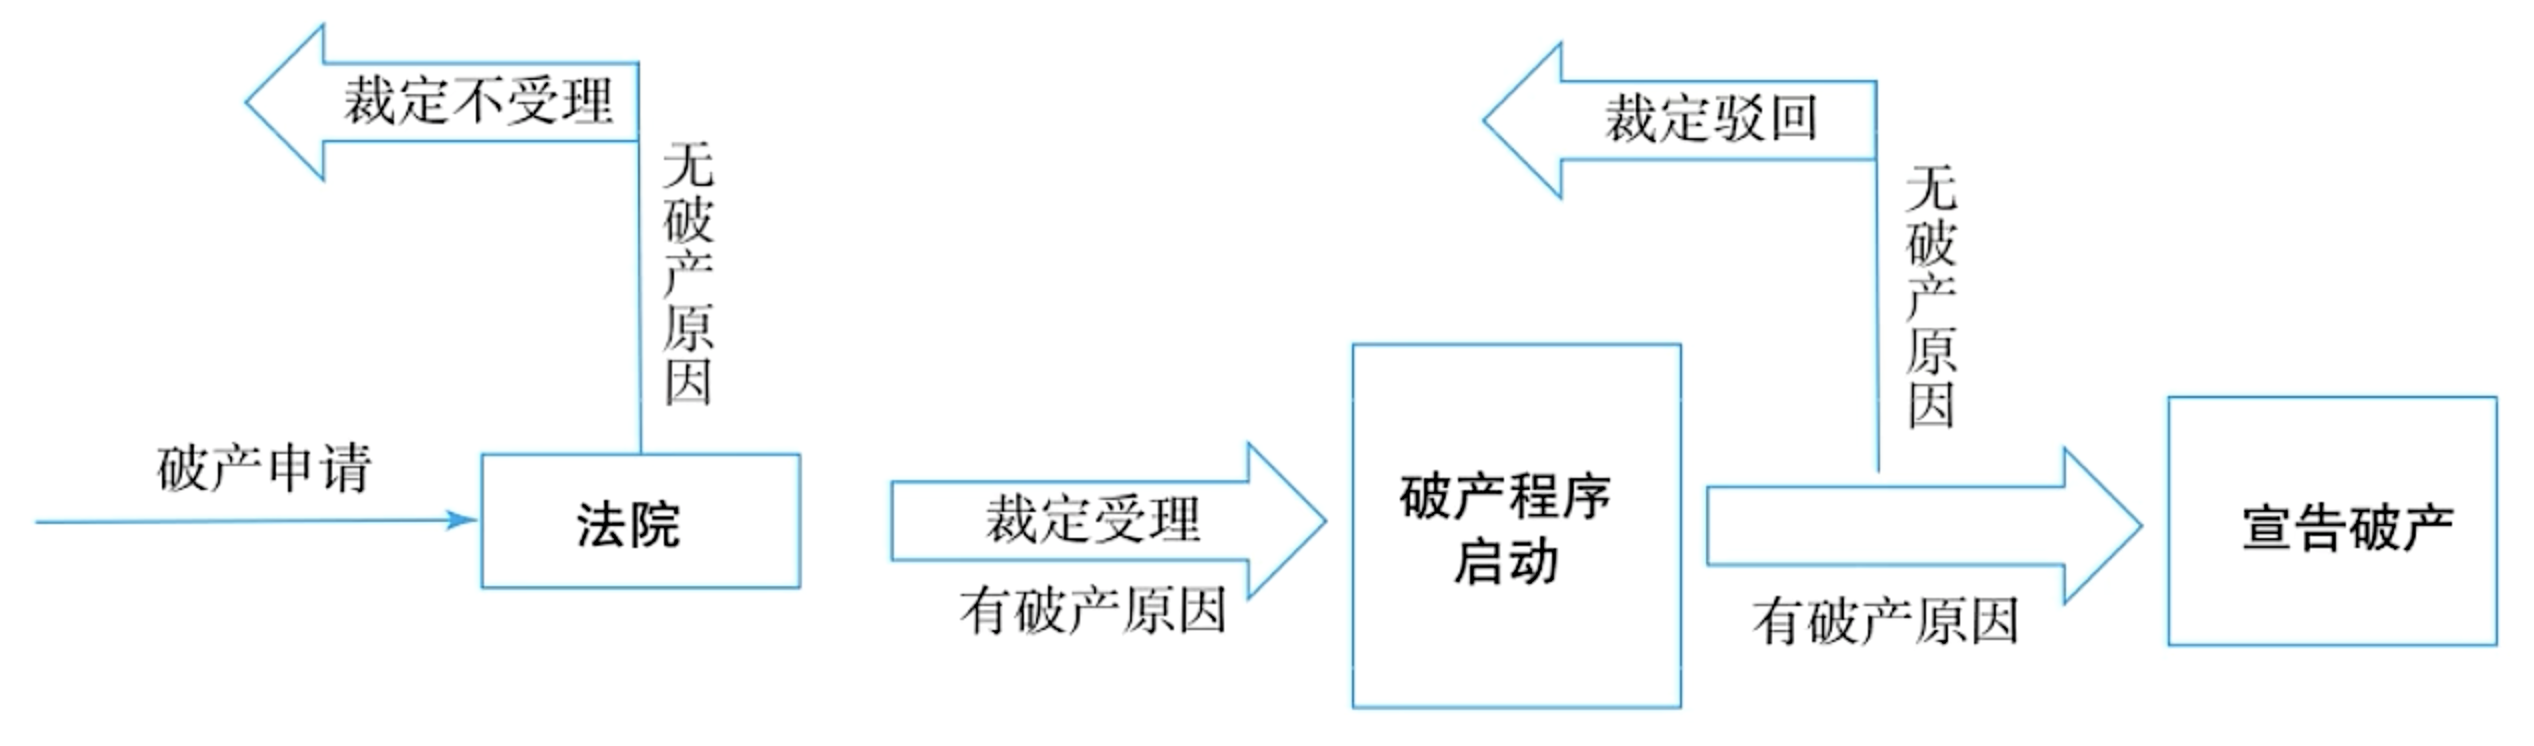 裁定不受理
无破产原因
破产申请
法院
裁定受理
有破产原因
破产程序
启动
裁定驳回
无破产原因
有破产原因
宣告破产